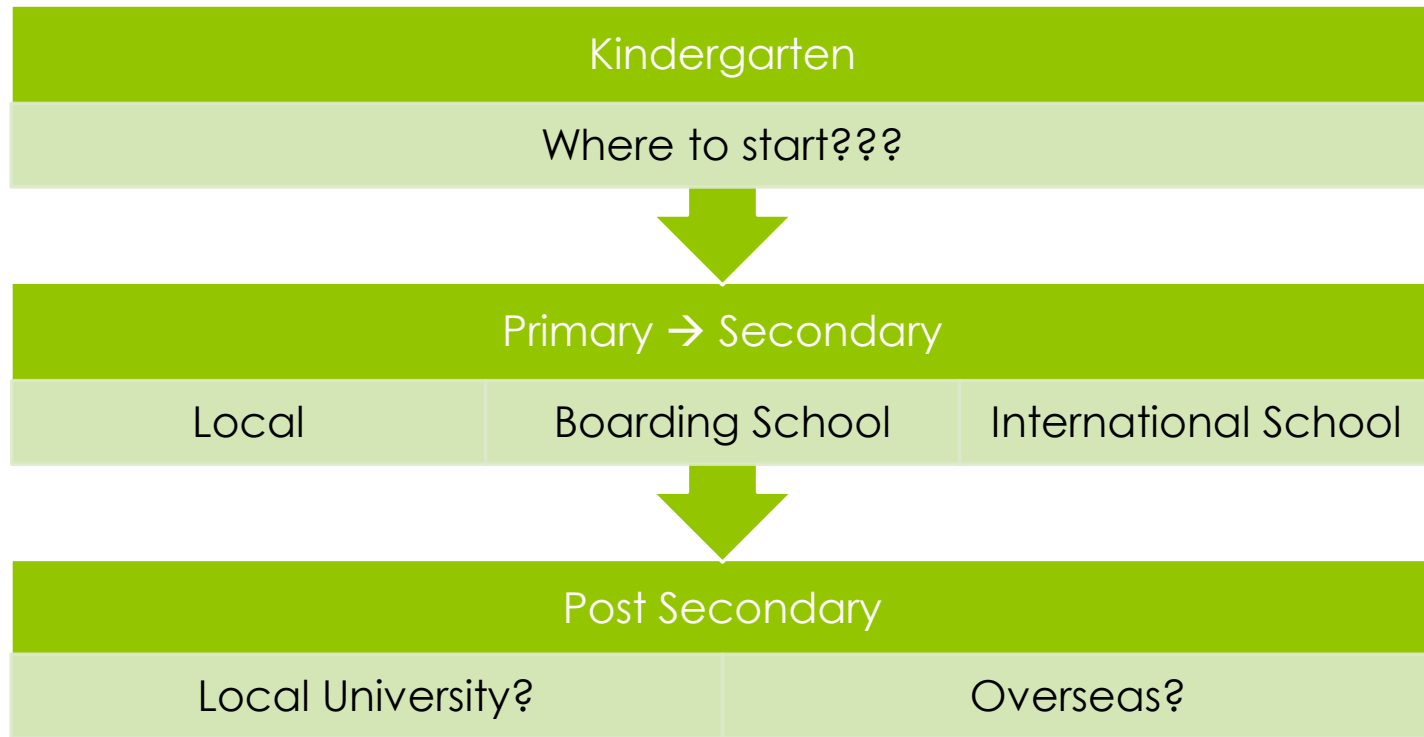 Kindergarten
Where to start???
Primary → Secondary
Local
Boarding School
International School
Post Secondary
Local University?
Overseas?